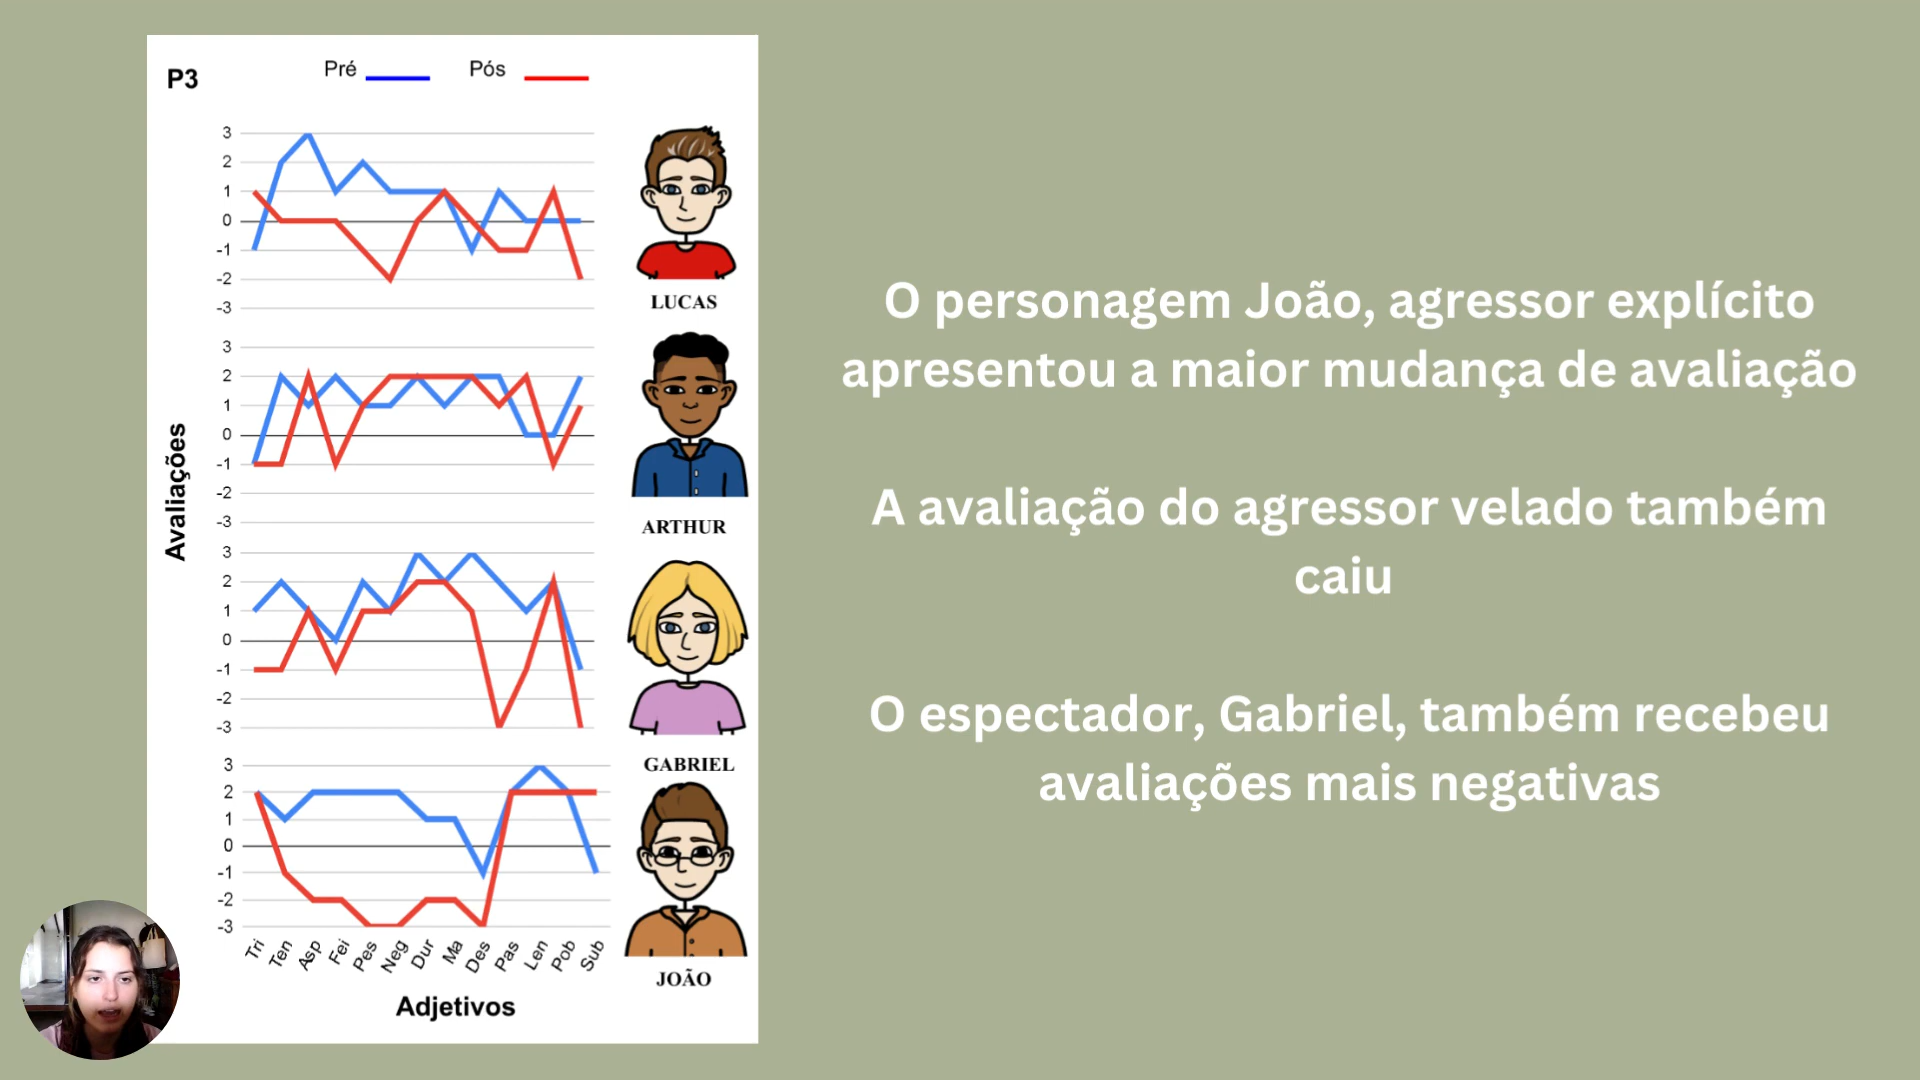 P3
Pré
Pós
3
2
1
0
-1
-2
-3
LUCAS
3
2
1
0
-1
-2
-3
ARTHUR
3
2
1
0
-1
-2
-3
GABRIEL
3
2
1
0
-1
-2
-3
JOÃO
Avaliações
Tri Ten Asp Fei Pes Neg Dur Ma Des Pas Len Pob Sub
Adjetivos
O personagem João, agressor explícito
apresentou a maior mudança de avaliação
A avaliação do agressor velado também
caiu
O espectador, Gabriel, também recebeu
avaliações mais negativas